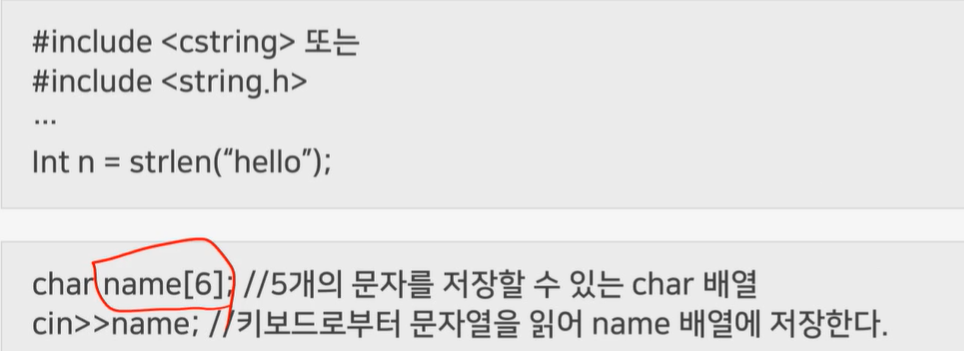 #include <cstring> 또는
#include <string.h>
...
Int n = strlen(“hello”);
char name[6]; //5개의 문자를 저장할 수 있는 char 배열
cin>>name; //키보드로부터 문자열을 읽어 name 배열에 저장한다.